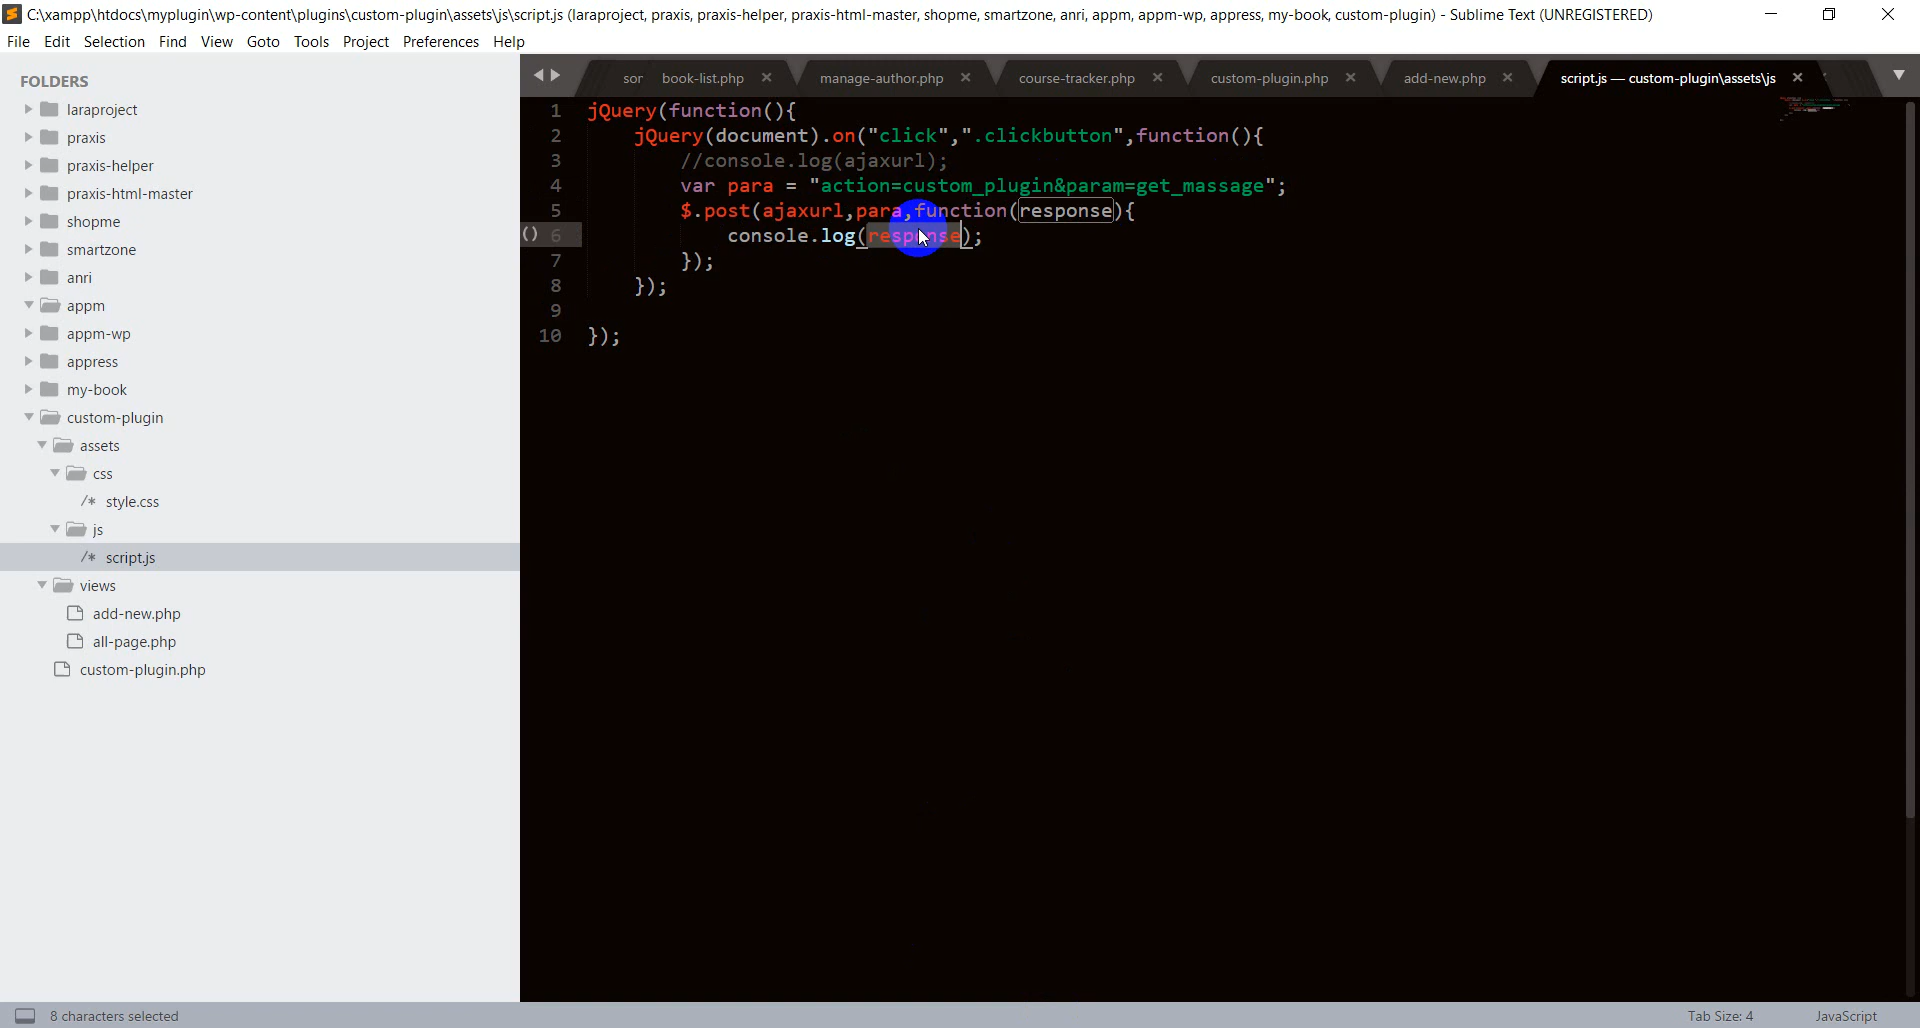 C:\xampp\htdocs\myplugin\wp-content\plugins\custom-plugin\assets\js\script.js (laraproject, praxis, praxis-helper, praxis-html-master, shopme, smartzone, anri, appm, appm-wp, appress, my-book, custom-plugin) - Sublime Text (UNREGISTERED)
File Edit Selection Find View Goto Tools Project Preferences Help
FOLDERS
laraproject
praxis
praxis-helper
praxis-html-master
shopme
smartzone
anri
appm
appm-wp
appress
my-book
custom-plugin
assets
css
/* style.css
js
/* script.js
views
add-new.php
all-page.php
custom-plugin.php
sor book-list.php manage-author.php course-tracker.php custom-plugin.php add-new.php script.js — custom-plugin\assets\js
1 jQuery(function(){
2 jQuery(document).on("click",".clickbutton",function(){
3 //console.log(ajaxurl);
4 var para = "action=custom_plugin&param=get_massage";
5 $.post(ajaxurl,para,function(response){
6 console.log(response);
7 });
8 });
9
10 });
8 characters selected Tab Size: 4 JavaScript